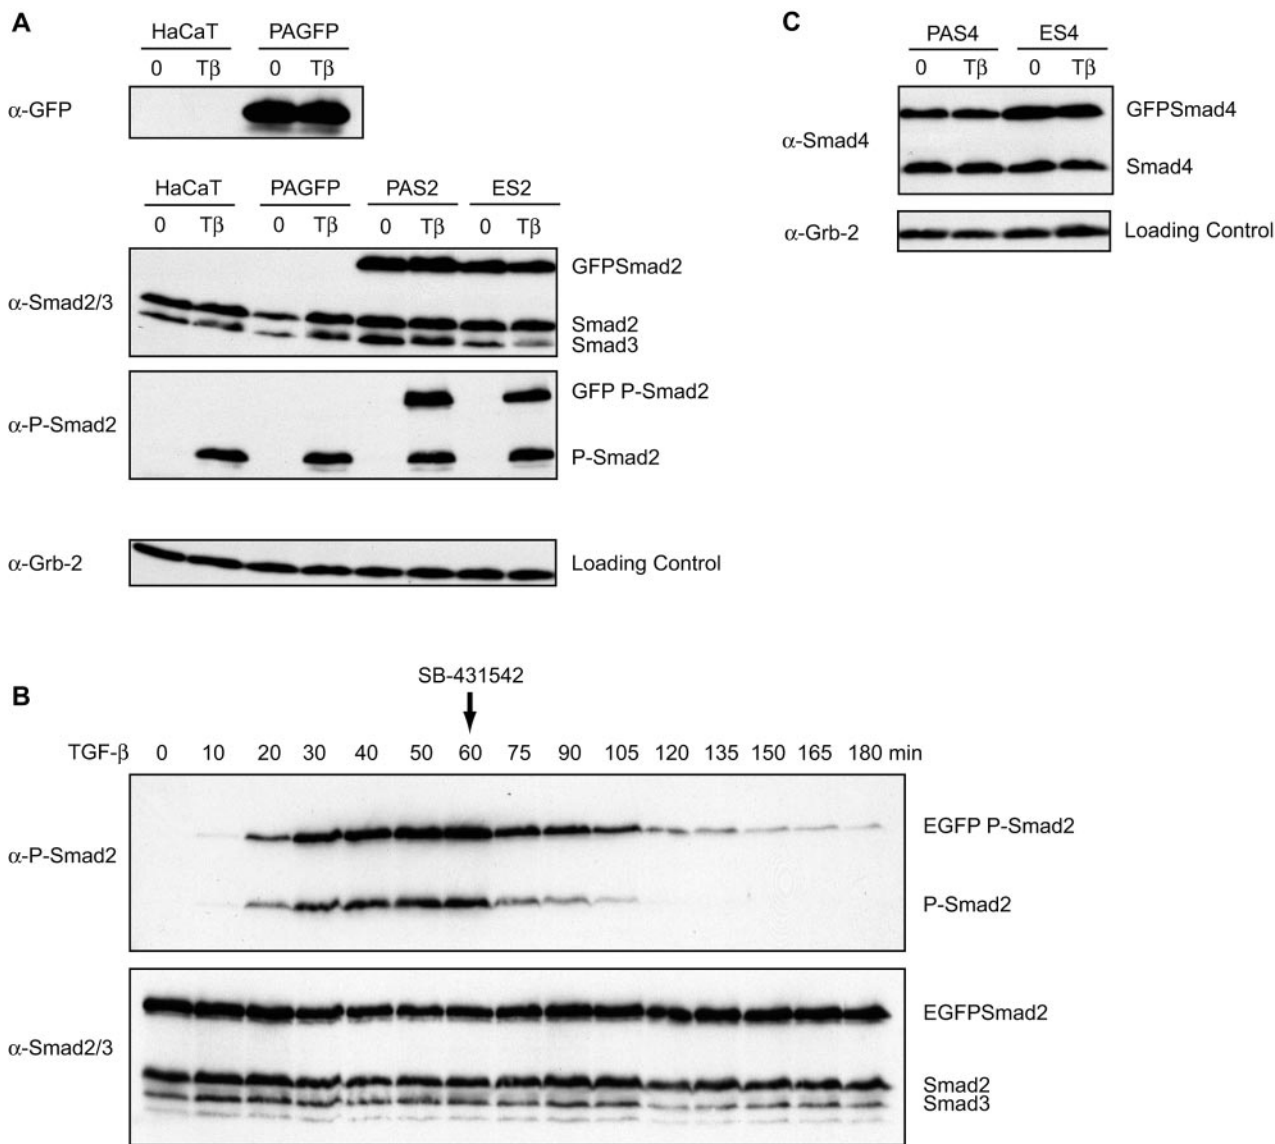 A
HaCaT PAGFP
0 Tβ 0 Tβ
α-GFP
HaCaT PAGFP PAS2 ES2
0 Tβ 0 Tβ 0 Tβ 0 Tβ
GFPSmad2
α-Smad2/3
Smad2
Smad3
GFP P-Smad2
α-P-Smad2
P-Smad2
α-Grb-2 Loading Control
C
PAS4 ES4
0 Tβ 0 Tβ
GFPSmad4
α-Smad4
Smad4
α-Grb-2 Loading Control
B
SB-431542
TGF-β 0 10 20 30 40 50 60 75 90 105 120 135 150 165 180 min
EGFP P-Smad2
α-P-Smad2
P-Smad2
EGFPSmad2
α-Smad2/3
Smad2
Smad3